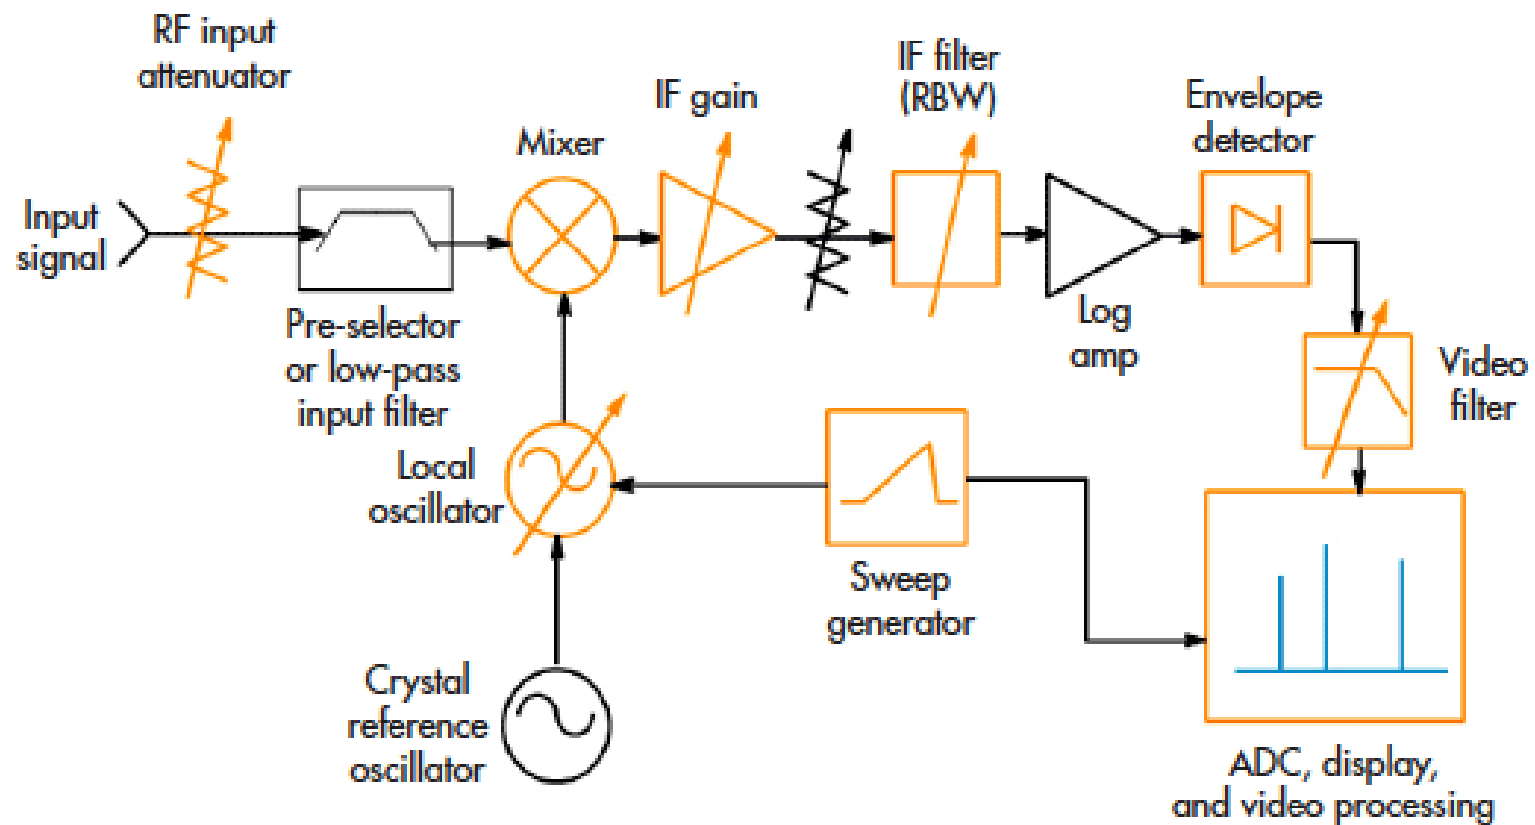 RF input
attenuator
Input
signal
Pre-selector
or low-pass
input filter
Mixer
IF gain
IF filter
(RBW)
Log
amp
Envelope
detector
Video
filter
Local
oscillator
Sweep
generator
Crystal
reference
oscillator
ADC, display,
and video processing